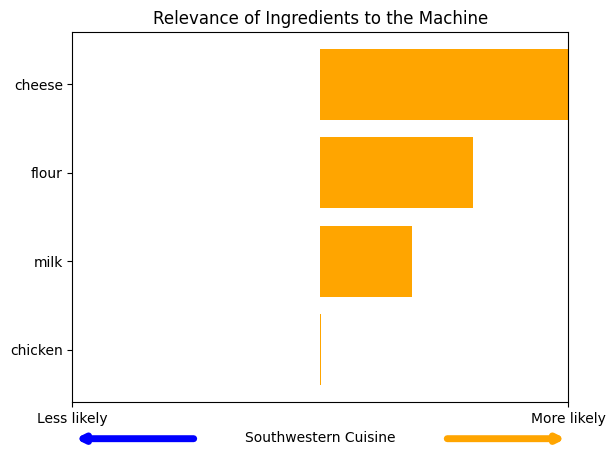 Relevance of Ingredients to the Machine
cheese
flour
milk
chicken
Less likely
More likely
Southwestern Cuisine